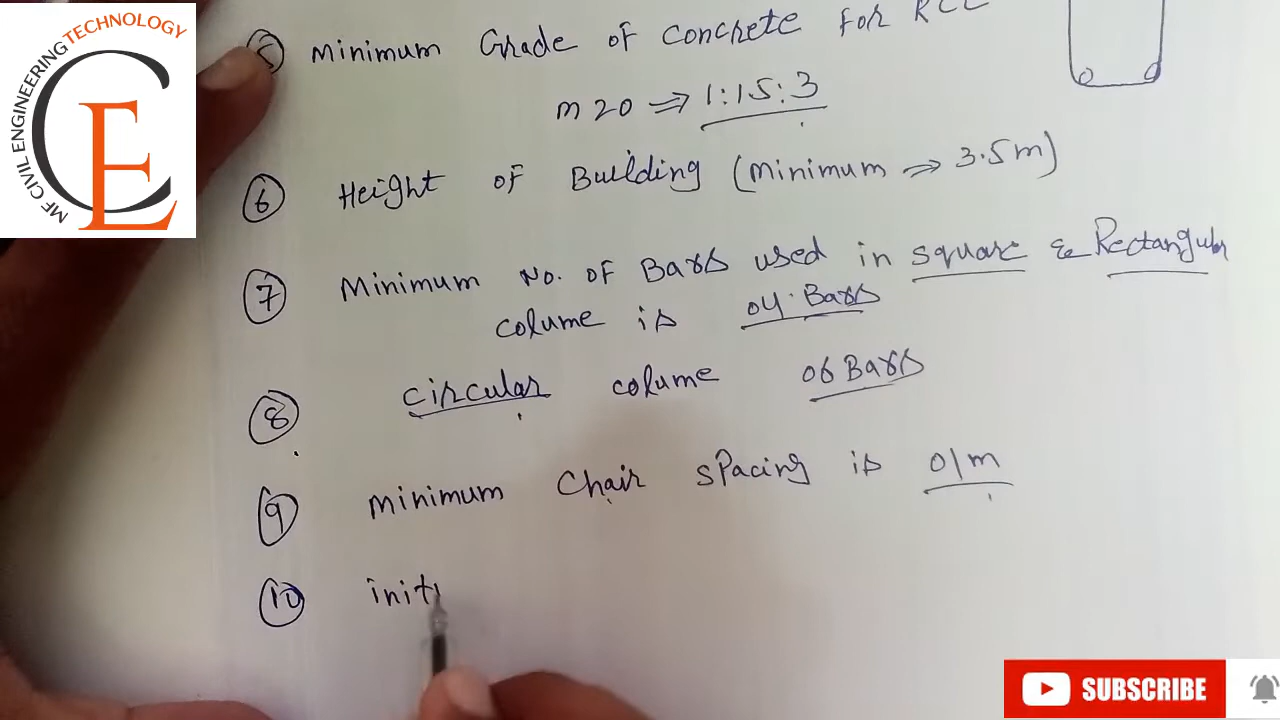 MF CIVIL ENGINEERING TECHNOLOGY
CE
5 Minimum Grade of Concrete For RCC
m 20 ⇒ 1:1.5:3
6 Height of Building (minimum ⇒ 3.5m)
7 Minimum No. of Bars used in square & Rectangular
colume is 04. Bars
8 circular colume 06 Bars
9 minimum Chair spacing is 01m
10 initi
SUBSCRIBE